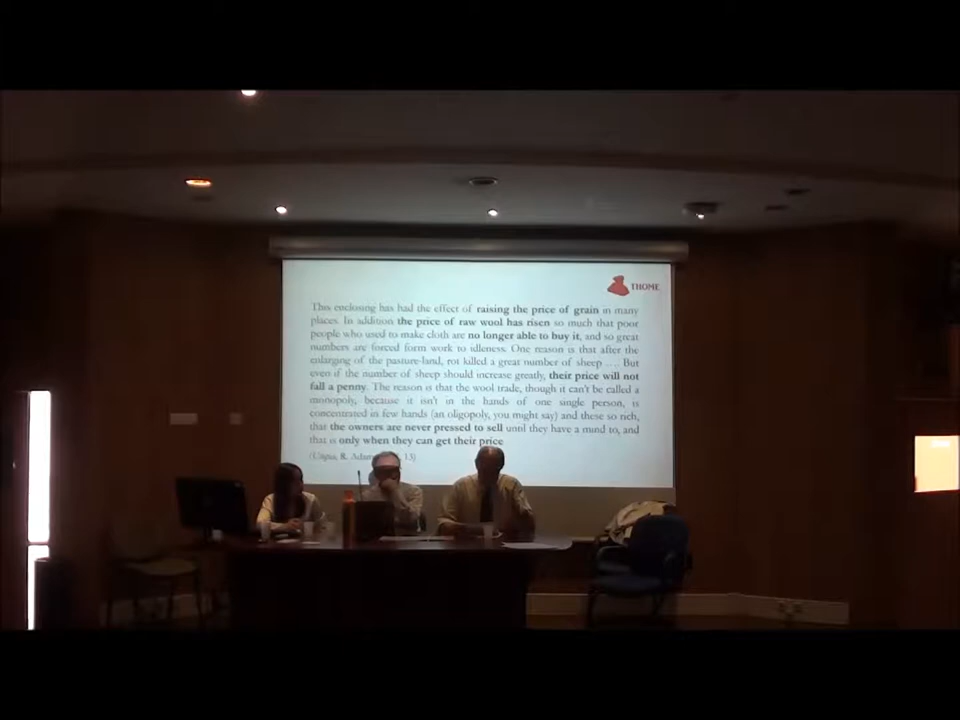 THOME
This enclosing has had the effect of raising the price of grain in many
places. In addition the price of raw wool has risen so much that poor
people who used to make cloth are no longer able to buy it, and so great
numbers are forced form work to idleness. One reason is that after the
enlarging of the pasture-land, rot killed a great number of sheep .... But
even if the number of sheep should increase greatly, their price will not
fall a penny. The reason is that the wool trade, though it can't be called a
monopoly, because it isn't in the hands of one single person, is
concentrated in few hands (an oligopoly, you might say) and these so rich,
that the owners are never pressed to sell until they have a mind to, and
that is only when they can get their price
(Utopia, R. Adams, 13)